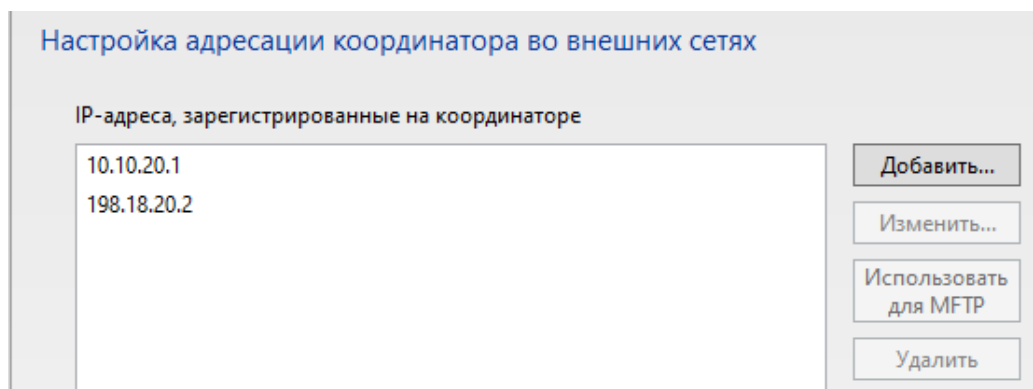 Настройка адресации координатора во внешних сетях
IP-адреса, зарегистрированные на координаторе
10.10.20.1
198.18.20.2
Добавить...
Изменить...
Использовать
для MFTP
Удалить